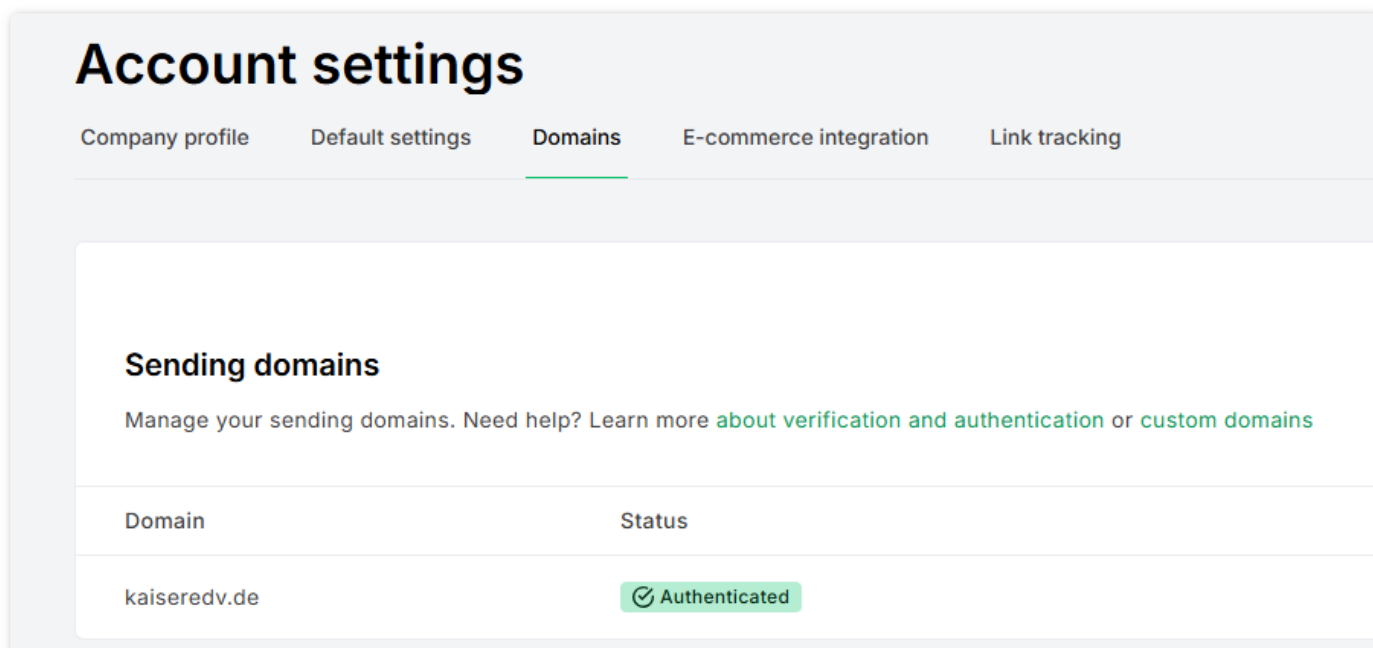 Account settings
Company profile Default settings Domains E-commerce integration Link tracking
Sending domains
Manage your sending domains. Need help? Learn more about verification and authentication or custom domains
Domain Status
kaiseredv.de Authenticated